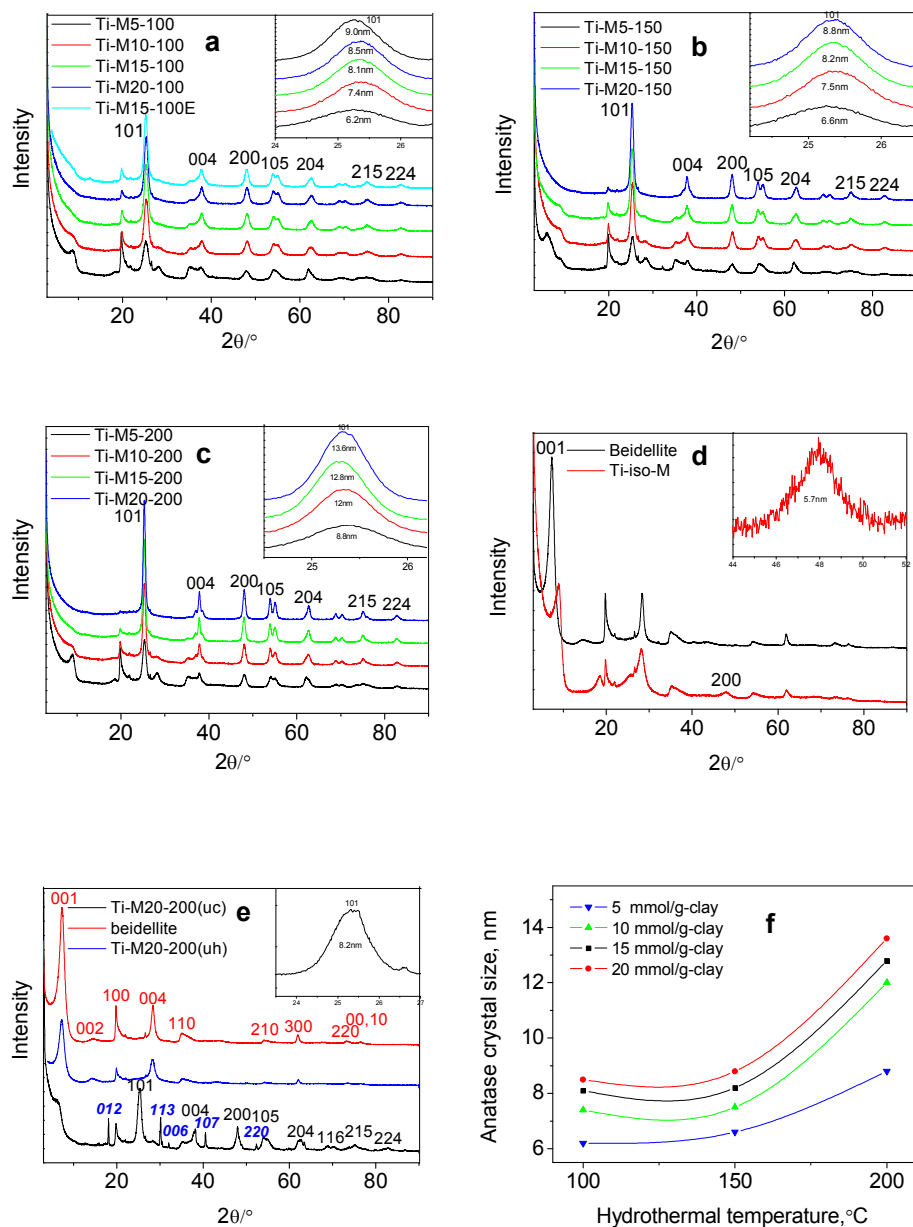 Ti-M5-100
Ti-M10-100
Ti-M15-100
Ti-M20-100
Ti-M15-100E
a
101
9.0nm
8.5nm
8.1nm
7.4nm
6.2nm
24 25 26
101
004 200 105 204 215 224
Intensity
20 40 60 80
2θ/°
Ti-M5-150
Ti-M10-150
Ti-M15-150
Ti-M20-150
b
101
8.8nm
8.2nm
7.5nm
6.6nm
25 26
101
004 200 105 204 215 224
Intensity
20 40 60 80
2θ/°
Ti-M5-200
Ti-M10-200
Ti-M15-200
Ti-M20-200
c
101
13.6nm
12.8nm
12nm
8.8nm
25 26
101
004 200 105 204 215 224
Intensity
20 40 60 80
2θ/°
001
Beidellite
Ti-iso-M
d
5.7nm
44 46 48 50 52
200
Intensity
20 40 60 80
2θ/°
001
Ti-M20-200(uc)
beidellite
Ti-M20-200(uh)
e
101
8.2nm
24 25 26 27
002 100 004 110 210 300 220 00,10
101
012 113 006 004 107 200 220 105 204 116 215 224
Intensity
20 40 60 80
2θ/°
5 mmol/g-clay
10 mmol/g-clay
15 mmol/g-clay
20 mmol/g-clay
f
Anatase crystal size, nm
14
12
10
8
6
100 150 200
Hydrothermal temperature,°C